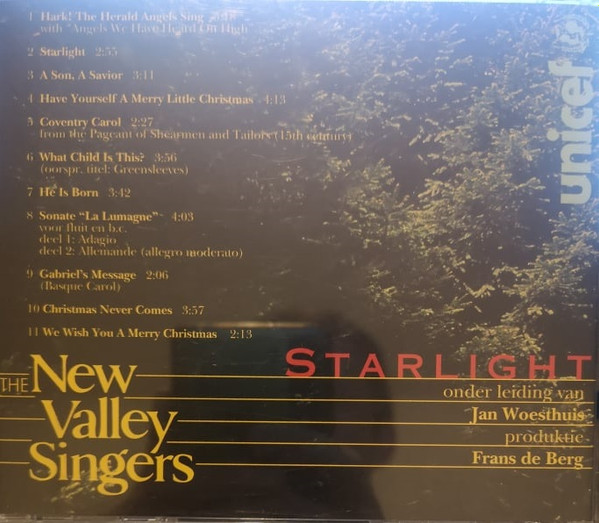 1 Hark! The Herald Angels Sing
with "Angels We Have Heard On High
2 Starlight 2:55
3 A Son, A Savior 3:11
4 Have Yourself A Merry Little Christmas 4:13
5 Coventry Carol 2:27
from the Pageant of Shearmen and Tailors (15th century)
6 What Child Is This? 3:56
(oorspr. titel: Greensleeves)
7 He Is Born 3:42
8 Sonate "La Lumagne" 4:03
voor fluit en b.c.
deel 1: Adagio
deel 2: Allemande (allegro moderato)
9 Gabriel's Message 2:06
(Basque Carol)
10 Christmas Never Comes 3:57
11 We Wish You A Merry Christmas 2:13
unicef
STARLIGHT
THE New
Valley
Singers
onder leiding van
Jan Woesthuis
produktie
Frans de Berg